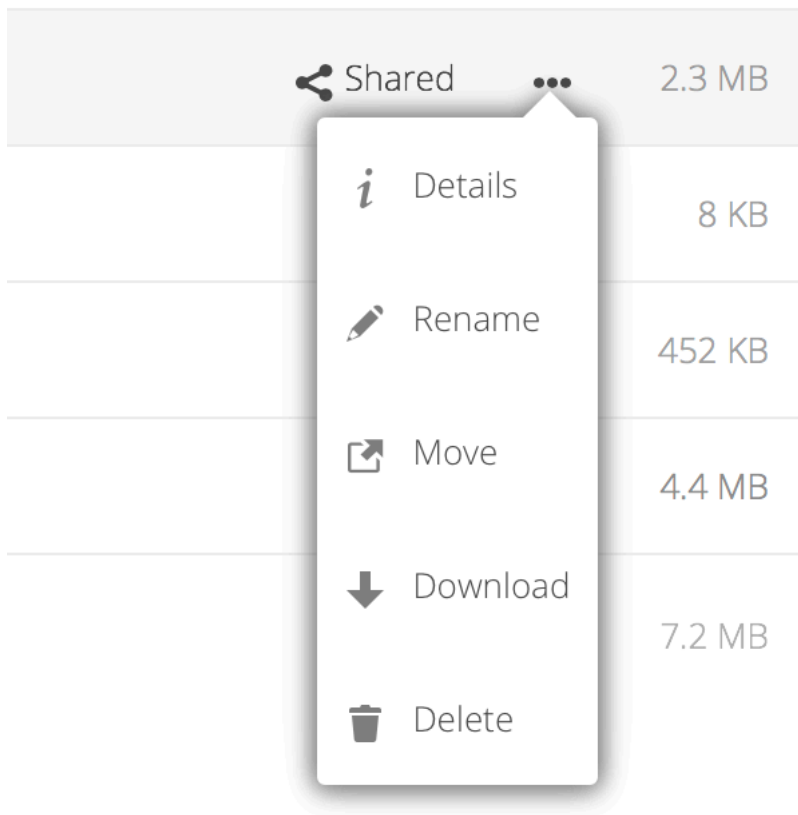 Shared ••• 2.3 MB
Details
8 KB
Rename
452 KB
Move
4.4 MB
Download
7.2 MB
Delete